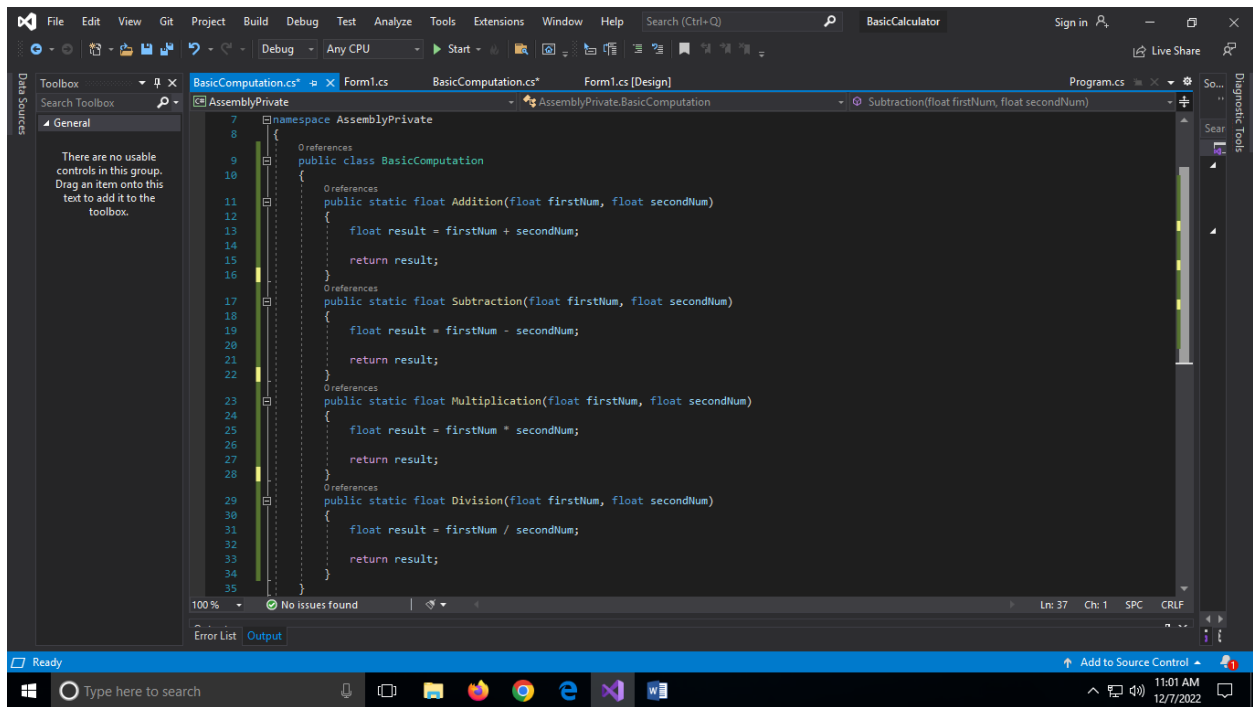 File Edit View Git Project Build Debug Test Analyze Tools Extensions Window Help Search (Ctrl+Q) BasicCalculator Sign in
Debug Any CPU Start Live Share
Data Sources
Toolbox
Search Toolbox
General
There are no usable
controls in this group.
Drag an item onto this
text to add it to the
toolbox.
BasicComputation.cs* Form1.cs BasicComputation.cs* Form1.cs [Design] Program.cs
AssemblyPrivate AssemblyPrivate.BasicComputation Subtraction(float firstNum, float secondNum)
7 namespace AssemblyPrivate
8 {
0 references
9 public class BasicComputation
10 {
0 references
11 public static float Addition(float firstNum, float secondNum)
12 {
13 float result = firstNum + secondNum;
14
15 return result;
16 }
0 references
17 public static float Subtraction(float firstNum, float secondNum)
18 {
19 float result = firstNum - secondNum;
20
21 return result;
22 }
0 references
23 public static float Multiplication(float firstNum, float secondNum)
24 {
25 float result = firstNum * secondNum;
26
27 return result;
28 }
0 references
29 public static float Division(float firstNum, float secondNum)
30 {
31 float result = firstNum / secondNum;
32
33 return result;
34 }
35 }
100 % No issues found Ln: 37 Ch: 1 SPC CRLF
Error List Output
So...
Sear
Diagnostic Tools
Ready Add to Source Control 1
Type here to search 11:01 AM
12/7/2022